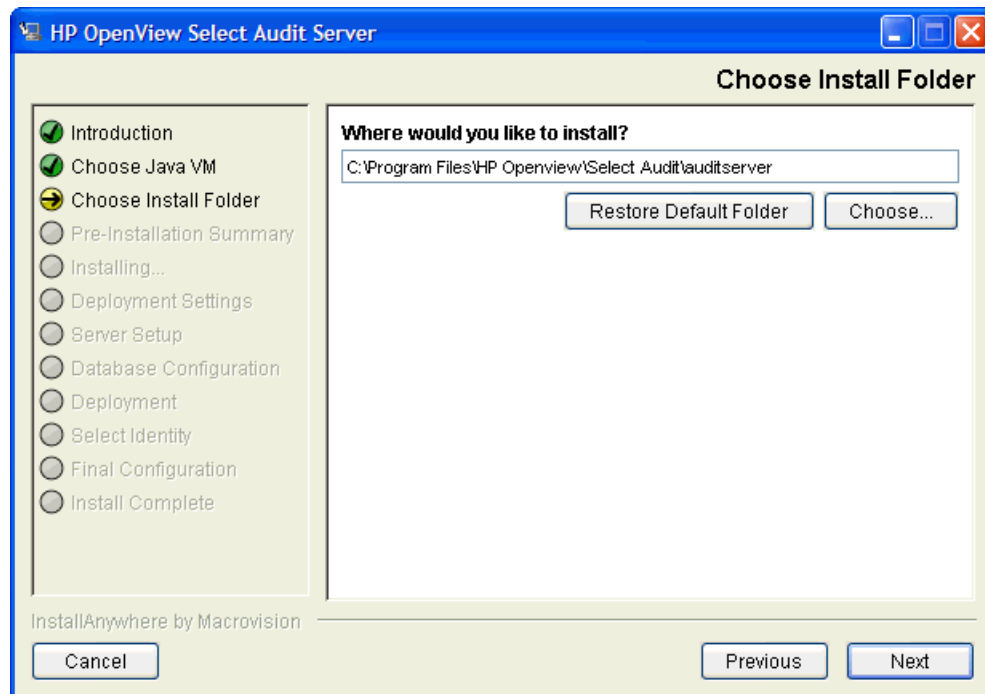 HP OpenView Select Audit Server
Choose Install Folder
Introduction
Choose Java VM
Choose Install Folder
Pre-Installation Summary
Installing...
Deployment Settings
Server Setup
Database Configuration
Deployment
Select Identity
Final Configuration
Install Complete
Where would you like to install?
C:\Program Files\HP Openview\Select Audit\auditserver
Restore Default Folder
Choose...
InstallAnywhere by Macrovision
Cancel
Previous
Next